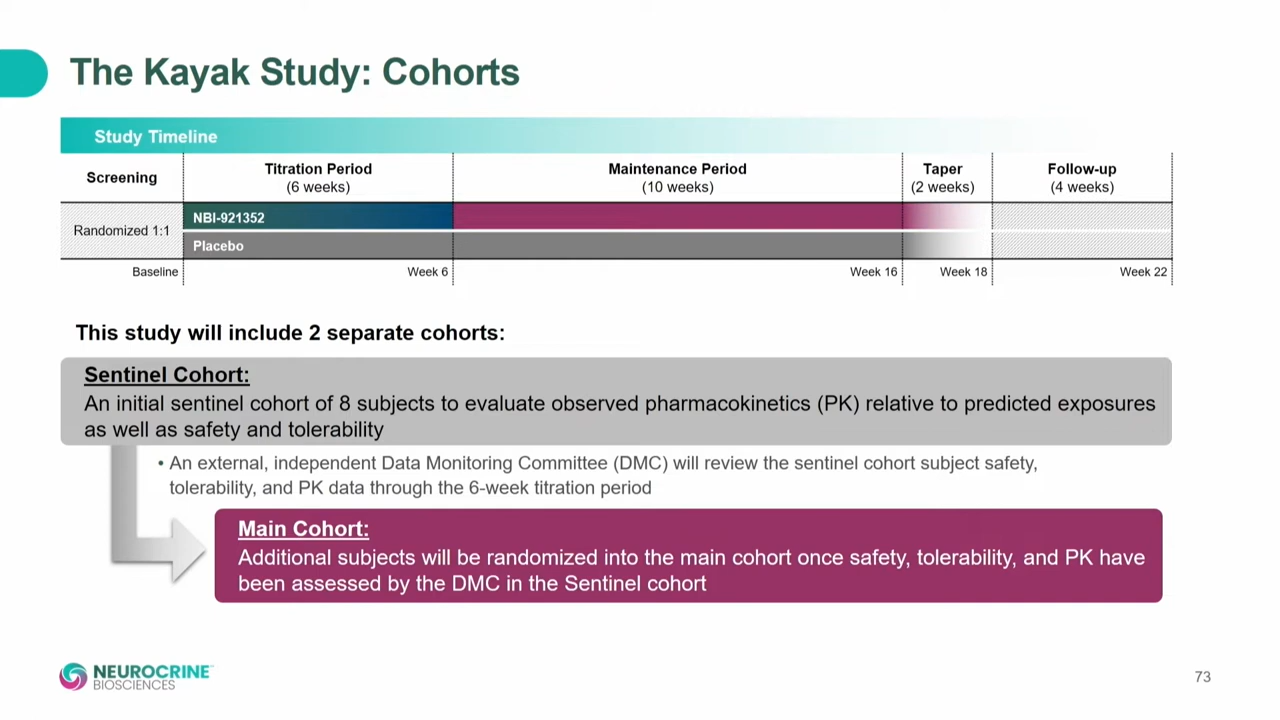 The Kayak Study: Cohorts
Study Timeline
Screening
Titration Period
(6 weeks)
Maintenance Period
(10 weeks)
Taper
(2 weeks)
Follow-up
(4 weeks)
Randomized 1:1
NBI-921352
Placebo
Baseline
Week 6
Week 16
Week 18
Week 22
This study will include 2 separate cohorts:
Sentinel Cohort:
An initial sentinel cohort of 8 subjects to evaluate observed pharmacokinetics (PK) relative to predicted exposures
as well as safety and tolerability
• An external, independent Data Monitoring Committee (DMC) will review the sentinel cohort subject safety,
tolerability, and PK data through the 6-week titration period
Main Cohort:
Additional subjects will be randomized into the main cohort once safety, tolerability, and PK have
been assessed by the DMC in the Sentinel cohort
NEUROCRINE
BIOSCIENCES
73